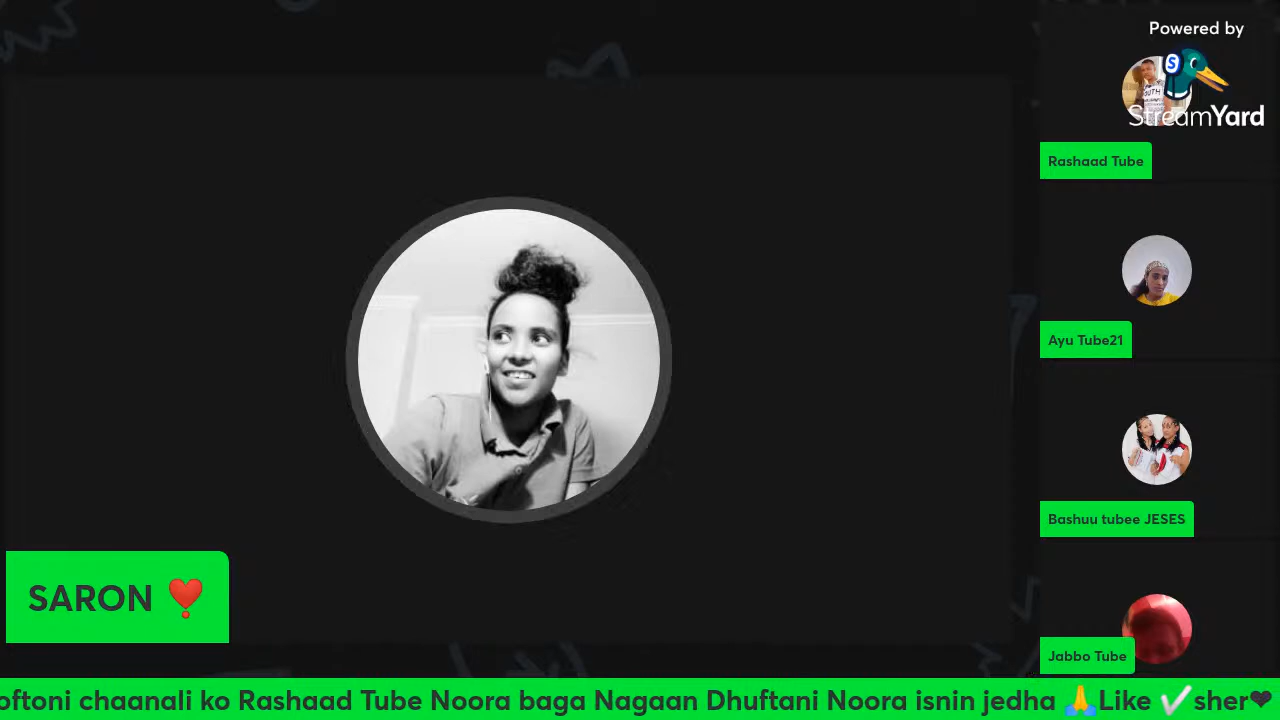 Powered by
S
StreamYard
Rashaad Tube
Ayu Tube21
Bashuu tubee JESES
SARON ❣️
Jabbo Tube
oftoni chaanali ko Rashaad Tube Noora baga Nagaan Dhuftani Noora isnin jedha 🙏Like ✔️sher❤